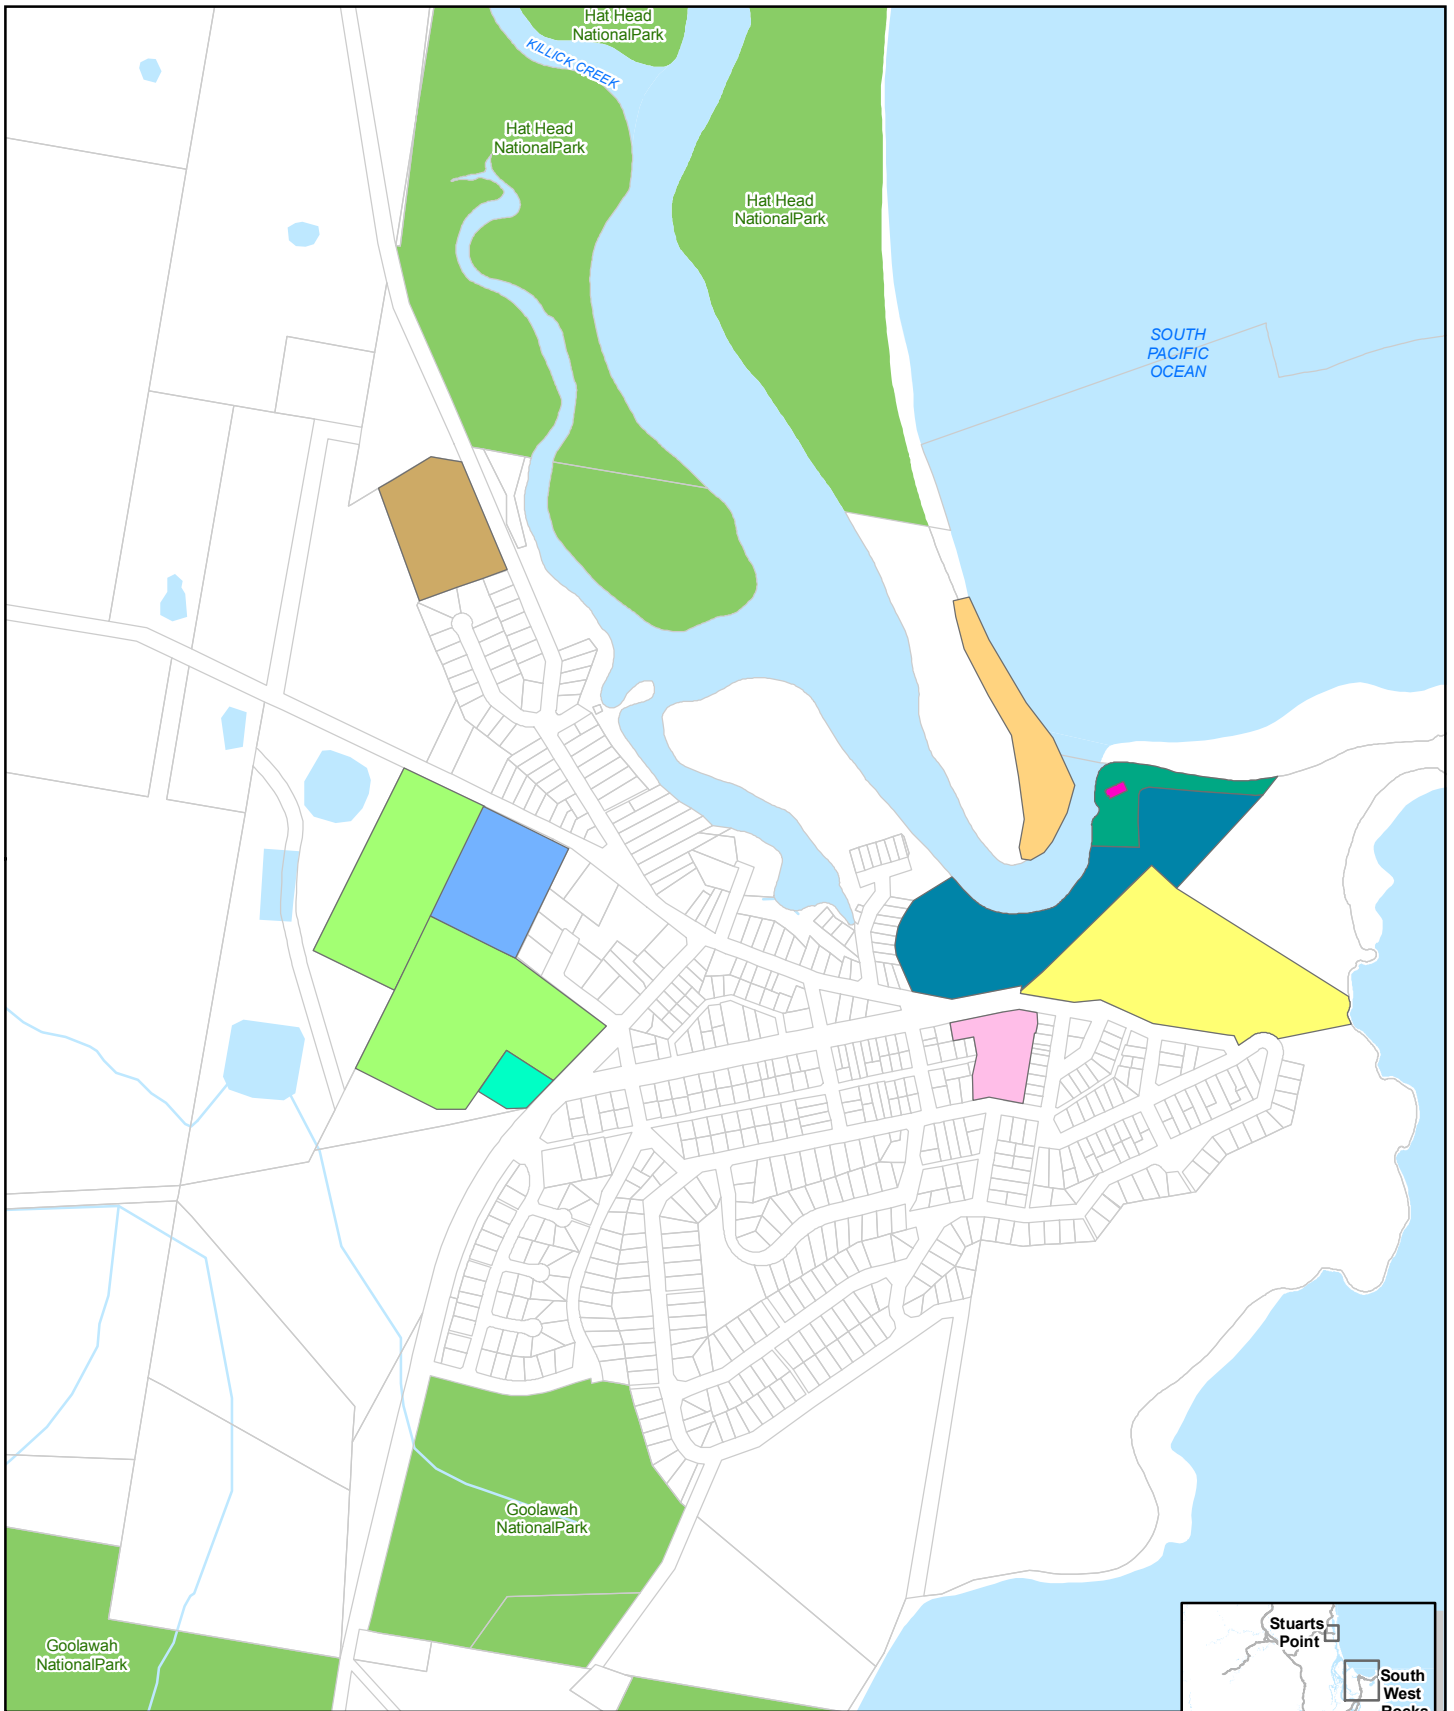 Hat Head
NationalPark
KILLICK CREEK
Hat Head
NationalPark
Hat Head
NationalPark
SOUTH
PACIFIC
OCEAN
Goolawah
NationalPark
Goolawah
NationalPark
Stuarts
Point
South
West
Rocks